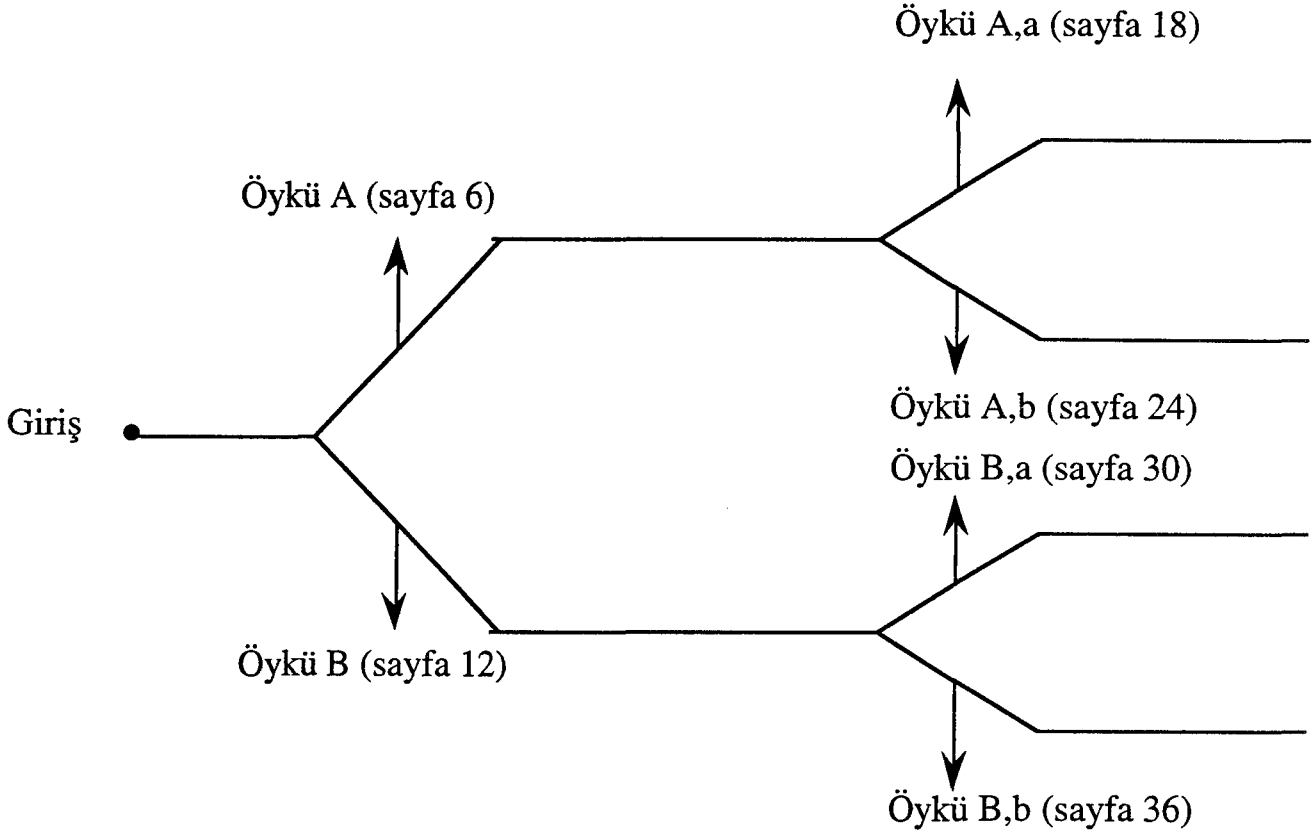 Öykü A,a (sayfa 18)
Öykü A (sayfa 6)
Öykü A,b (sayfa 24)
Giriş
Öykü B,a (sayfa 30)
Öykü B (sayfa 12)
Öykü B,b (sayfa 36)